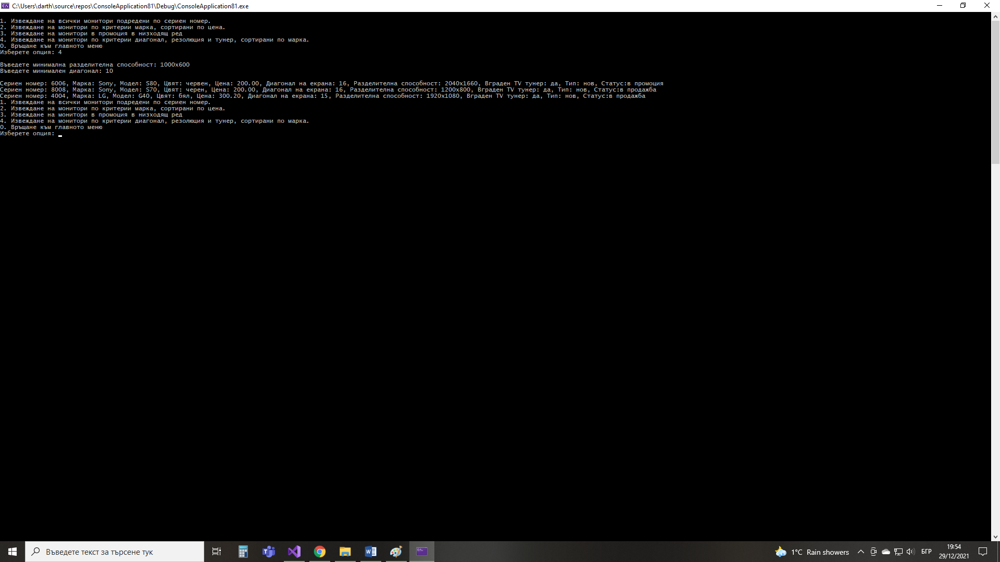 C:\Users\darth\source\repos\ConsoleApplication81\Debug\ConsoleApplication81.exe
1. Извеждане на всички монитори подредени по сериен номер.
2. Извеждане на монитори по критерии марка, сортирани по цена.
3. Извеждане на монитори в промоция в низходящ ред
4. Извеждане на монитори по критерии диагонал, резолюция и тунер, сортирани по марка.
0. Връщане към главното меню
Изберете опция: 4
Въведете минимална разделителна способност: 1000x600
Въведете минимален диагонал: 10
Сериен номер: 6006, Марка: Sony, Модел: S80, Цвят: червен, Цена: 200.00, Диагонал на екрана: 16, Разделителна способност: 2040x1660, Вграден TV тунер: да, Тип: нов, Статус:в промоция
Сериен номер: 8008, Марка: Sony, Модел: S70, Цвят: черен, Цена: 200.00, Диагонал на екрана: 16, Разделителна способност: 1200x800, Вграден TV тунер: да, Тип: нов, Статус:в продажба
Сериен номер: 4004, Марка: LG, Модел: G40, Цвят: бял, Цена: 300.20, Диагонал на екрана: 15, Разделителна способност: 1920x1080, Вграден TV тунер: да, Тип: нов, Статус:в продажба
1. Извеждане на всички монитори подредени по сериен номер.
2. Извеждане на монитори по критерии марка, сортирани по цена.
3. Извеждане на монитори в промоция в низходящ ред
4. Извеждане на монитори по критерии диагонал, резолюция и тунер, сортирани по марка.
0. Връщане към главното меню
Изберете опция:
Въведете текст за търсене тук
1°C Rain showers
БГР
19:54
29/12/2021